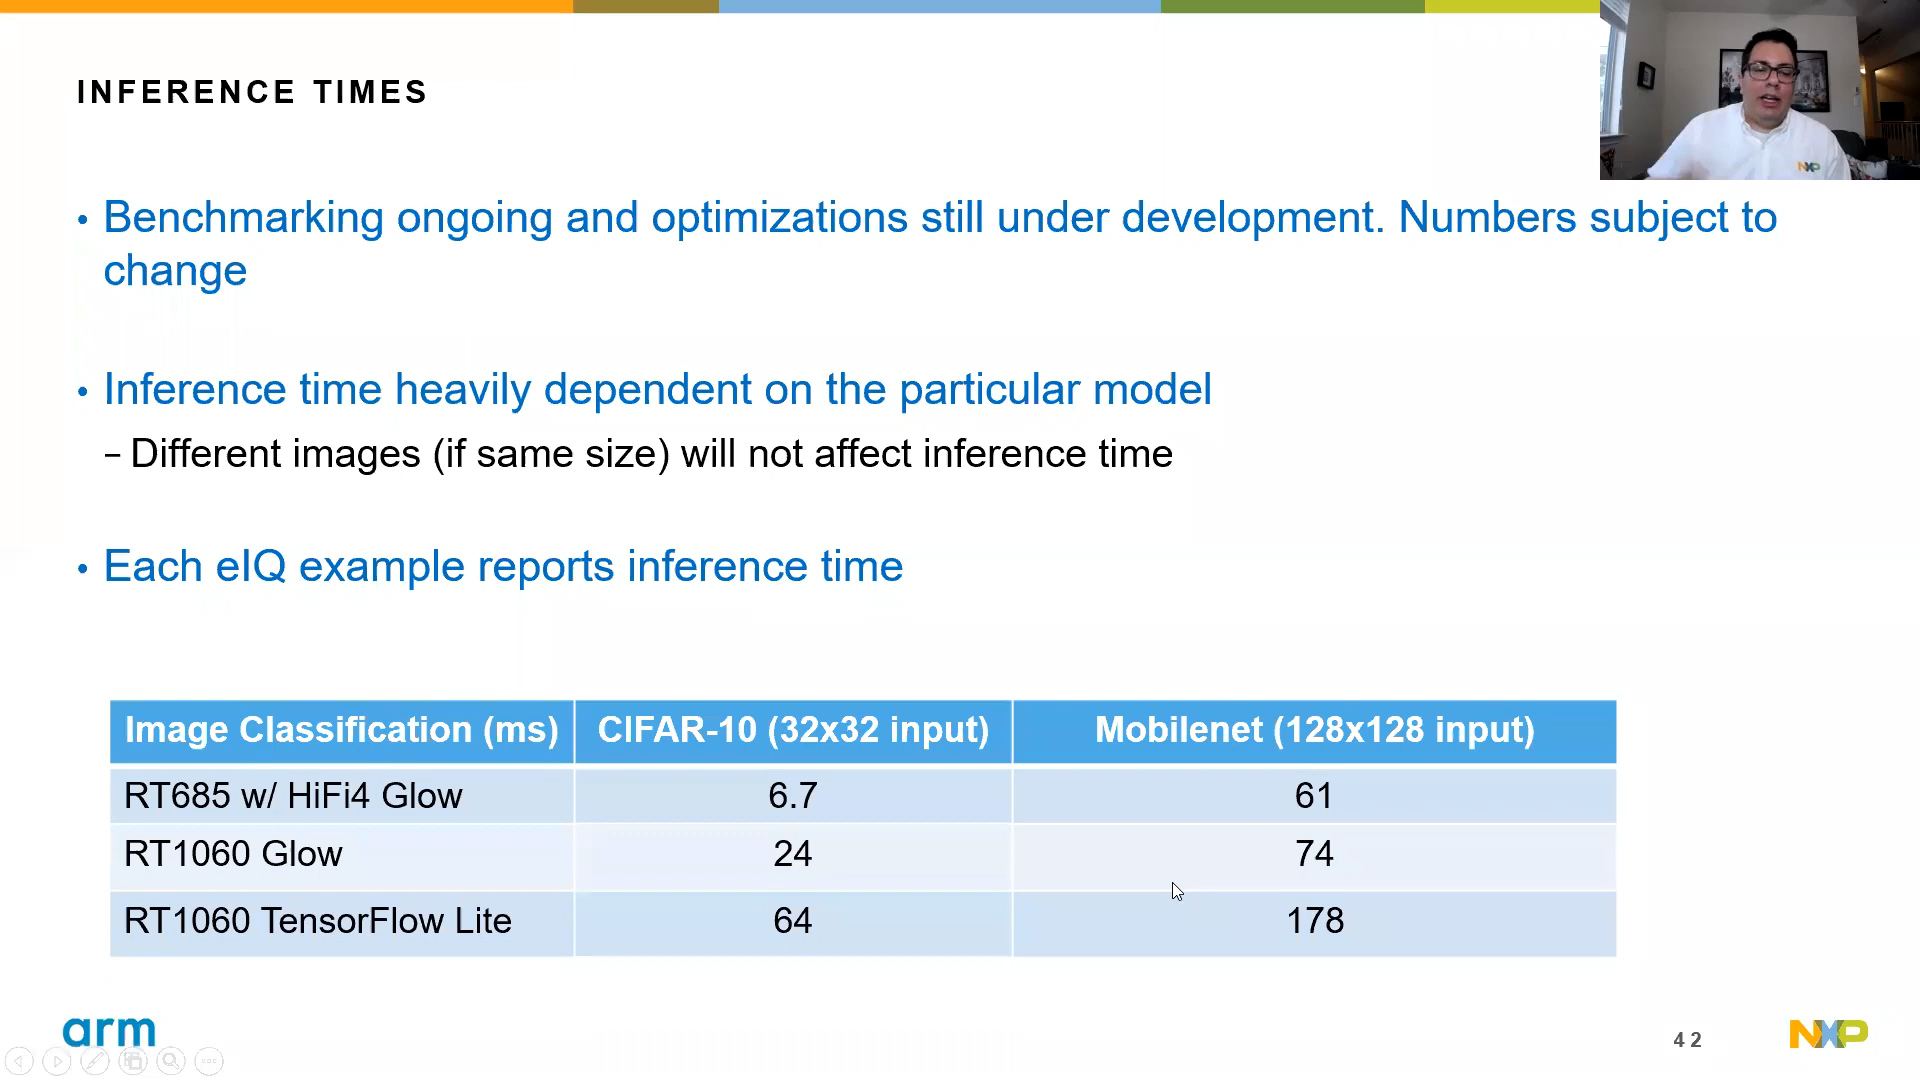 INFERENCE TIMES
• Benchmarking ongoing and optimizations still under development. Numbers subject to
change
• Inference time heavily dependent on the particular model
– Different images (if same size) will not affect inference time
• Each eIQ example reports inference time
Image Classification (ms) CIFAR-10 (32x32 input) Mobilenet (128x128 input)
RT685 w/ HiFi4 Glow 6.7 61
RT1060 Glow 24 74
RT1060 TensorFlow Lite 64 178
arm
42
NXP
NXP